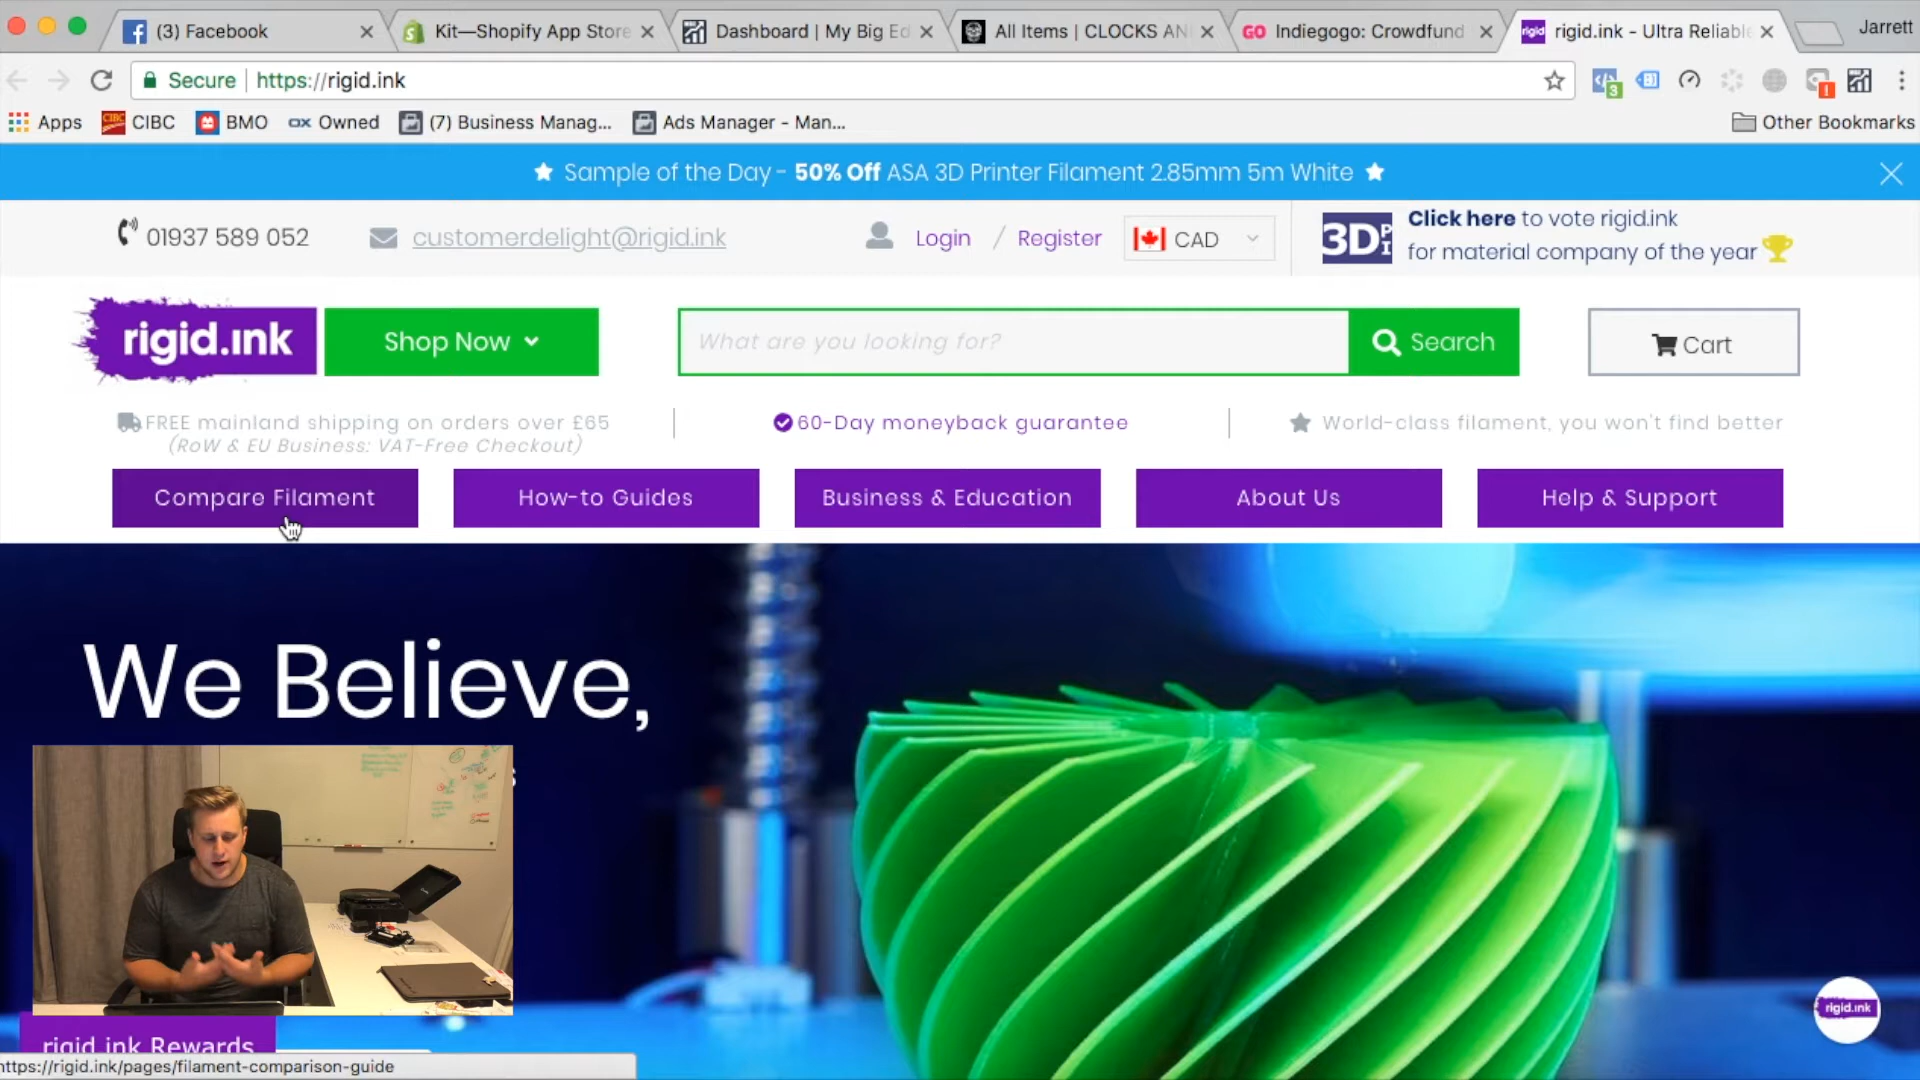 (3) Facebook
Kit—Shopify App Store
Dashboard | My Big Ed
All Items | CLOCKS AN
GO Indiegogo: Crowdfund
rigid rigid.ink - Ultra Reliable
Jarrett
Secure https://rigid.ink
3
Apps CIBC CIBC BMO OX Owned (7) Business Manag... Ads Manager - Man... Other Bookmarks
Sample of the Day - 50% Off ASA 3D Printer Filament 2.85mm 5m White
01937 589 052 customerdelight@rigid.ink Login / Register CAD
3DPI
Click here to vote rigid.ink
for material company of the year
rigid.ink Shop Now What are you looking for? Search Cart
FREE mainland shipping on orders over £65
(RoW & EU Business: VAT-Free Checkout)
60-Day moneyback guarantee
World-class filament, you won't find better
Compare Filament How-to Guides Business & Education About Us Help & Support
We Believe,
s
rigid.ink Rewards
rigid.ink
https://rigid.ink/pages/filament-comparison-guide